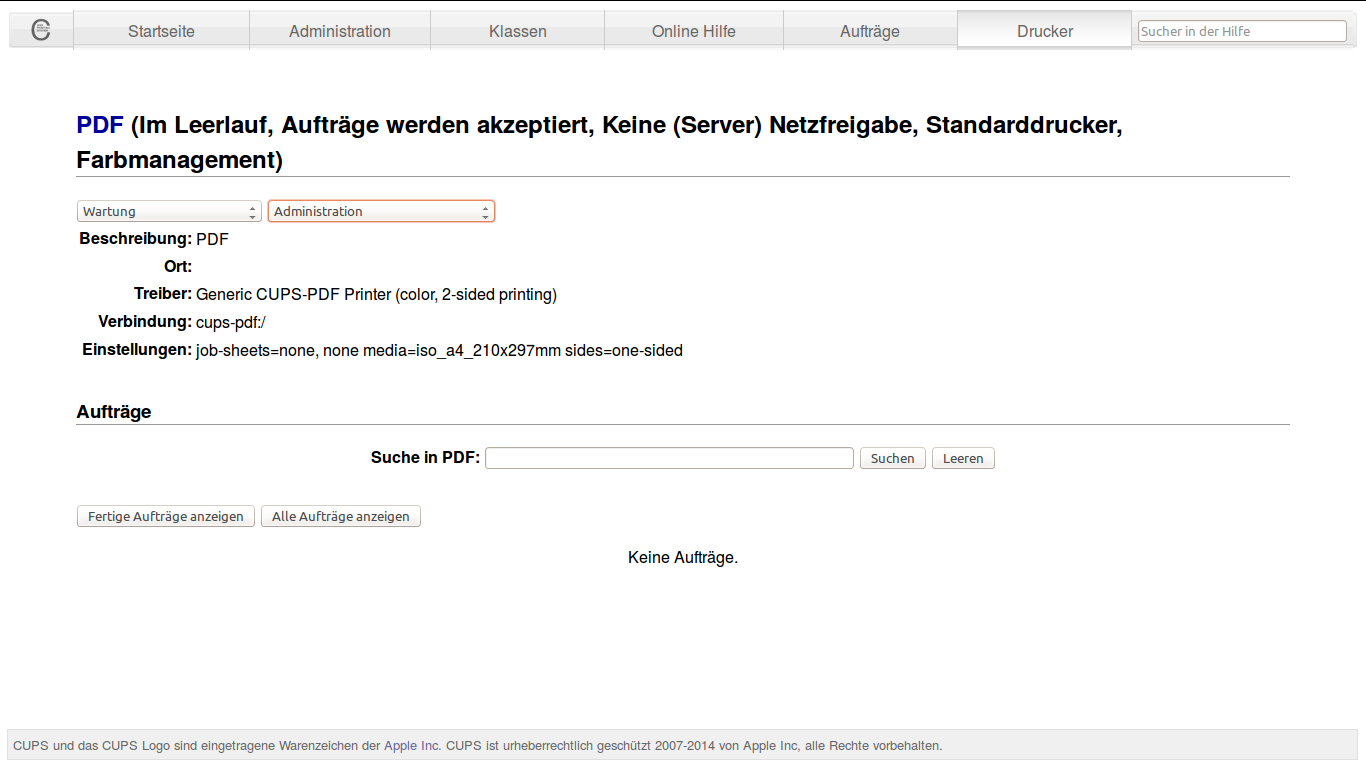 Startseite Administration Klassen Online Hilfe Aufträge Drucker Sucher in der Hilfe
PDF (Im Leerlauf, Aufträge werden akzeptiert, Keine (Server) Netzfreigabe, Standarddrucker,
Farbmanagement)
Wartung Administration
Beschreibung: PDF
Ort:
Treiber: Generic CUPS-PDF Printer (color, 2-sided printing)
Verbindung: cups-pdf:/
Einstellungen: job-sheets=none, none media=iso_a4_210x297mm sides=one-sided
Aufträge
Suche in PDF: Suchen Leeren
Fertige Aufträge anzeigen Alle Aufträge anzeigen
Keine Aufträge.
CUPS und das CUPS Logo sind eingetragene Warenzeichen der Apple Inc. CUPS ist urheberrechtlich geschützt 2007-2014 von Apple Inc, alle Rechte vorbehalten.